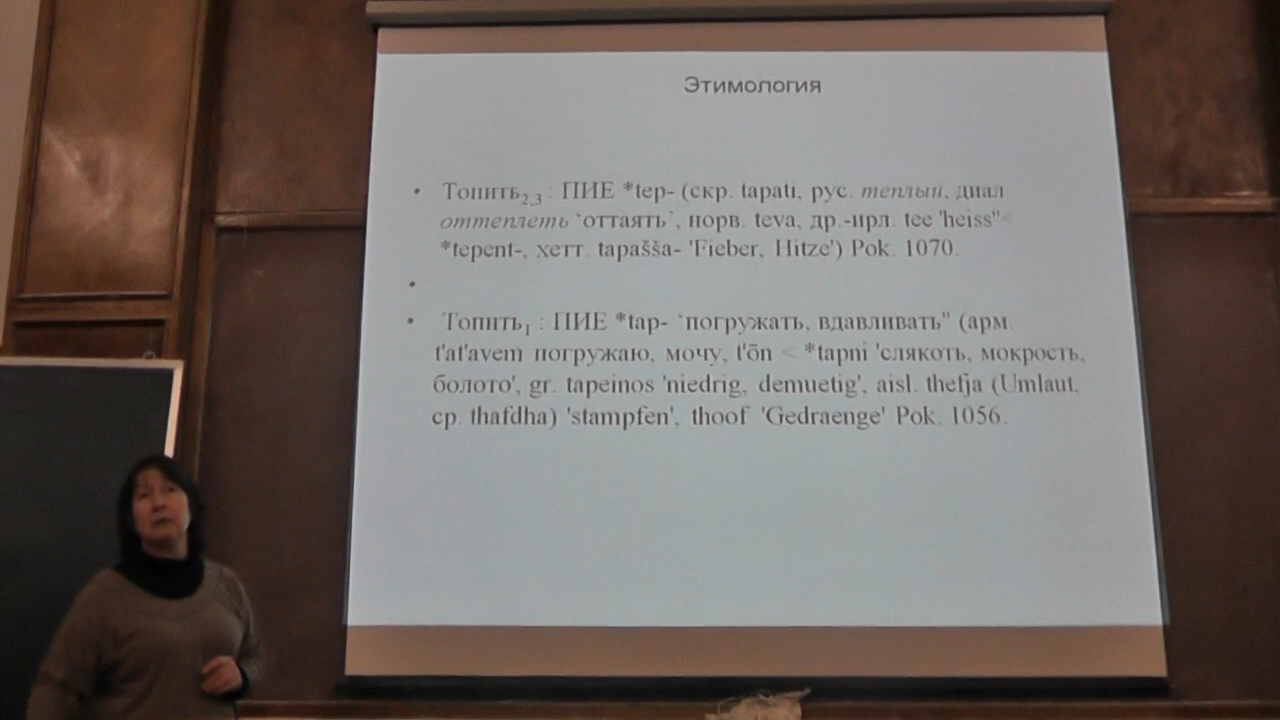 Этимология
• Топить2,3 : ПИЕ *tep- (скр. tapati, рус. теплый, диал
оттеплеть ‘оттаять‘, норв. teva, др.-ирл. tee 'heiss"<
*tepent-, хетт. tapašša- 'Fieber, Hitze') Pok. 1070.
•
• Топить1 : ПИЕ *tap- ‘погружать, вдавливать" (арм.
t'at'avem погружаю, мочу, t'ōn < *tapni 'слякоть, мокрость,
болото', gr. tapeinos 'niedrig, demuetig', aisl. thefja (Umlaut,
ср. thafdha) 'stampfen', thoof 'Gedraenge' Pok. 1056.